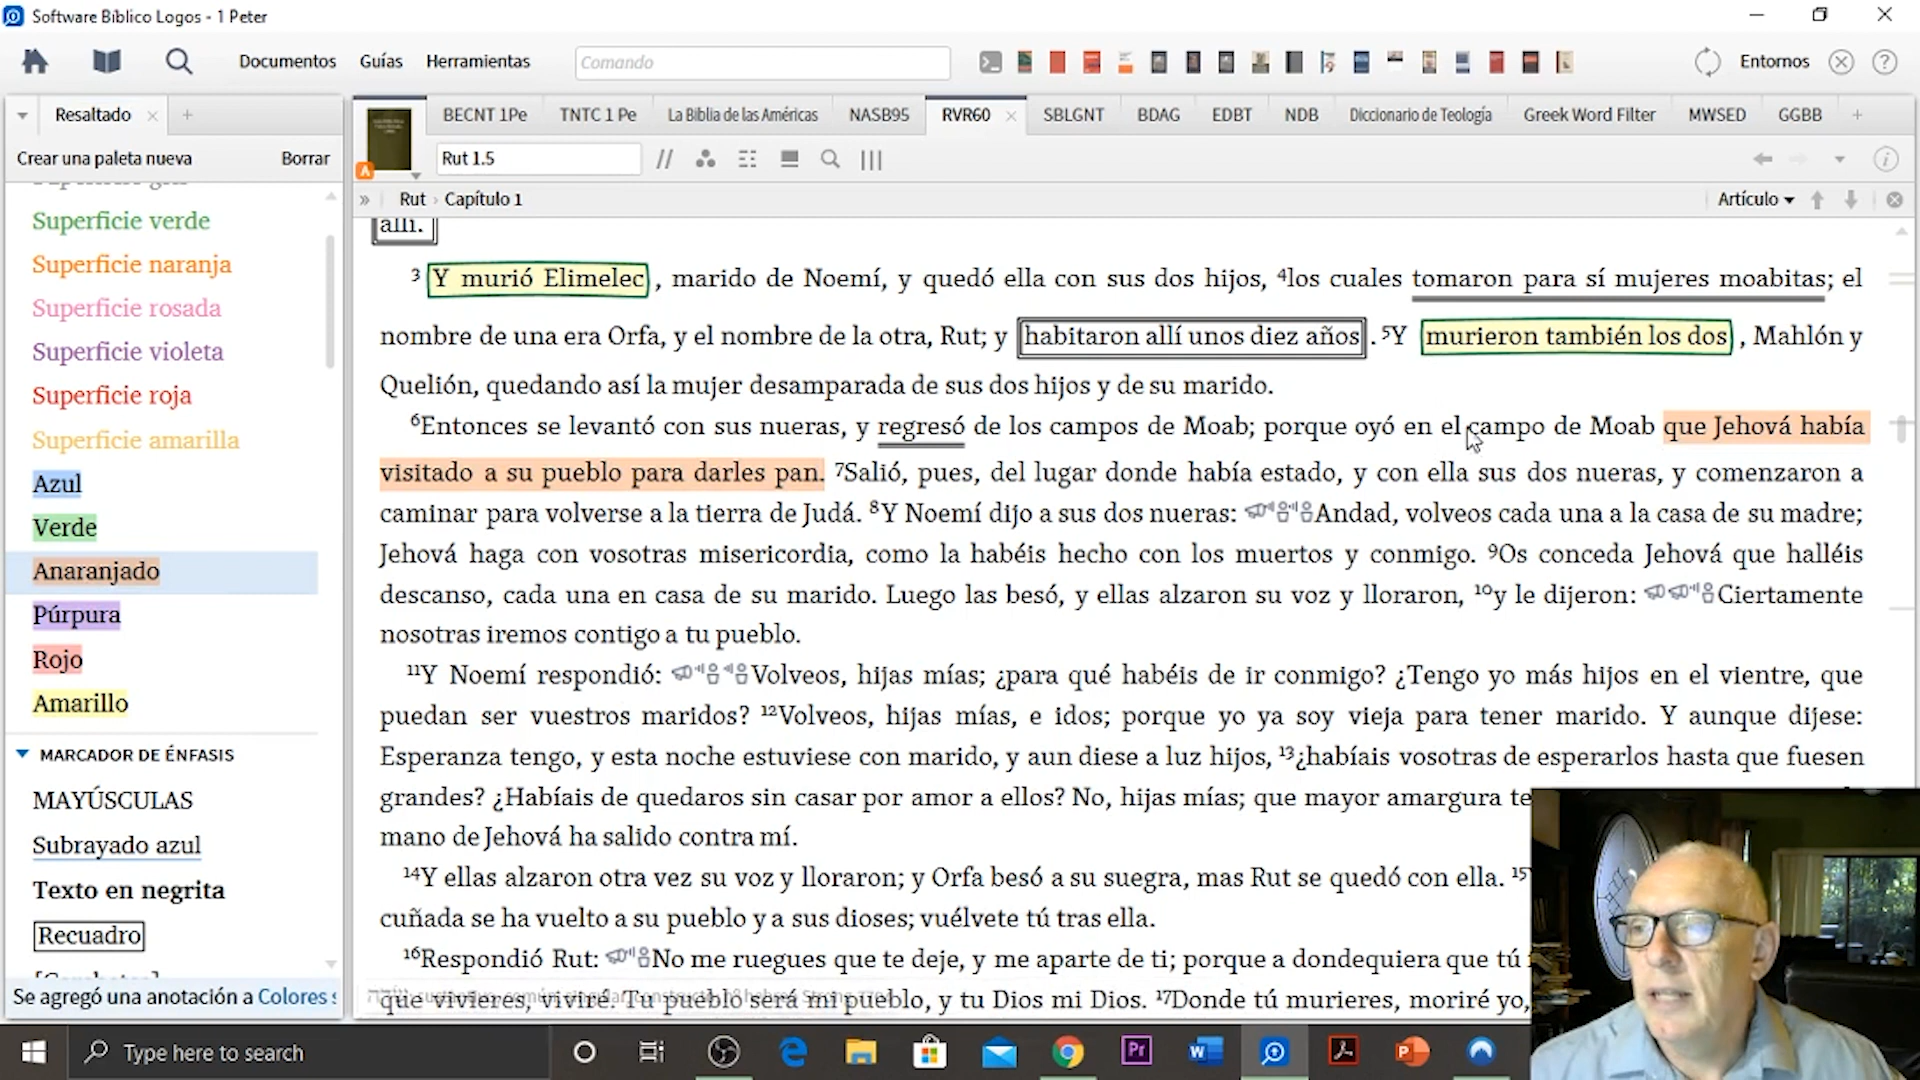 Software Bíblico Logos - 1 Peter
Documentos Guías Herramientas Comando Entornos
Resaltado
BECNT 1Pe TNTC 1 Pe La Biblia de las Américas NASB95 RVR60 SBLGNT BDAG EDBT NDB Diccionario de Teología Greek Word Filter MWSED GGBB
Crear una paleta nueva Borrar
Rut 1.5
Rut › Capítulo 1
Artículo
Superficie verde
Superficie naranja
Superficie rosada
Superficie violeta
Superficie roja
Superficie amarilla
Azul
Verde
Anaranjado
Púrpura
Rojo
Amarillo
MARCADOR DE ÉNFASIS
MAYÚSCULAS
Subrayado azul
Texto en negrita
Recuadro
Se agregó una anotación a Colores s
allí.
3 Y murió Elimelec, marido de Noemí, y quedó ella con sus dos hijos, 4los cuales tomaron para sí mujeres moabitas; el
nombre de una era Orfa, y el nombre de la otra, Rut; y habitaron allí unos diez años. 5Y murieron también los dos, Mahlón y
Quelión, quedando así la mujer desamparada de sus dos hijos y de su marido.
6Entonces se levantó con sus nueras, y regresó de los campos de Moab; porque oyó en el campo de Moab que Jehová había
visitado a su pueblo para darles pan. 7Salió, pues, del lugar donde había estado, y con ella sus dos nueras, y comenzaron a
caminar para volverse a la tierra de Judá. 8Y Noemí dijo a sus dos nueras: Andad, volveos cada una a la casa de su madre;
Jehová haga con vosotras misericordia, como la habéis hecho con los muertos y conmigo. 9Os conceda Jehová que halléis
descanso, cada una en casa de su marido. Luego las besó, y ellas alzaron su voz y lloraron, 10y le dijeron: Ciertamente
nosotras iremos contigo a tu pueblo.
11Y Noemí respondió: Volveos, hijas mías; ¿para qué habéis de ir conmigo? ¿Tengo yo más hijos en el vientre, que
puedan ser vuestros maridos? 12Volveos, hijas mías, e idos; porque yo ya soy vieja para tener marido. Y aunque dijese:
Esperanza tengo, y esta noche estuviese con marido, y aun diese a luz hijos, 13¿habíais vosotras de esperarlos hasta que fuesen
grandes? ¿Habíais de quedaros sin casar por amor a ellos? No, hijas mías; que mayor amargura te
mano de Jehová ha salido contra mí.
14Y ellas alzaron otra vez su voz y lloraron; y Orfa besó a su suegra, mas Rut se quedó con ella. 15
cuñada se ha vuelto a su pueblo y a sus dioses; vuélvete tú tras ella.
16Respondió Rut: No me ruegues que te deje, y me aparte de ti; porque a dondequiera que tú
que vivieres, viviré. Tu pueblo será mi pueblo, y tu Dios mi Dios. 17Donde tú murieres, moriré yo,
Type here to search